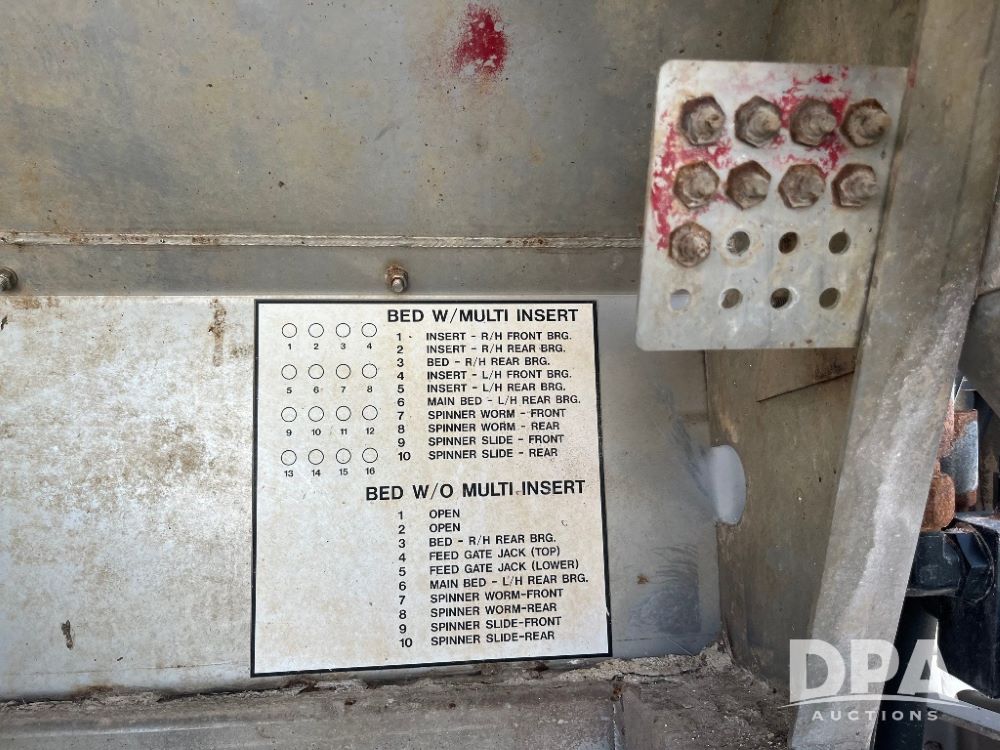 BED W/MULTI INSERT
1 2 3 4
5 6 7 8
9 10 11 12
13 14 15 16
1 INSERT - R/H FRONT BRG.
2 INSERT - R/H REAR BRG.
3 BED - R/H REAR BRG.
4 INSERT - L/H FRONT BRG.
5 INSERT - L/H REAR BRG.
6 MAIN BED - L/H REAR BRG.
7 SPINNER WORM - FRONT
8 SPINNER WORM - REAR
9 SPINNER SLIDE - FRONT
10 SPINNER SLIDE - REAR
BED W/O MULTI INSERT
1 OPEN
2 OPEN
3 BED - R/H REAR BRG.
4 FEED GATE JACK (TOP)
5 FEED GATE JACK (LOWER)
6 MAIN BED - L/H REAR BRG.
7 SPINNER WORM-FRONT
8 SPINNER WORM-REAR
9 SPINNER SLIDE-FRONT
10 SPINNER SLIDE-REAR
DPA
AUCTIONS